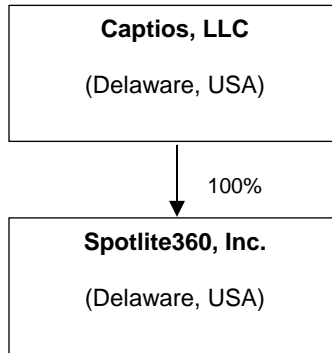 Captios, LLC
(Delaware, USA)
100%
Spotlite360, Inc.
(Delaware, USA)